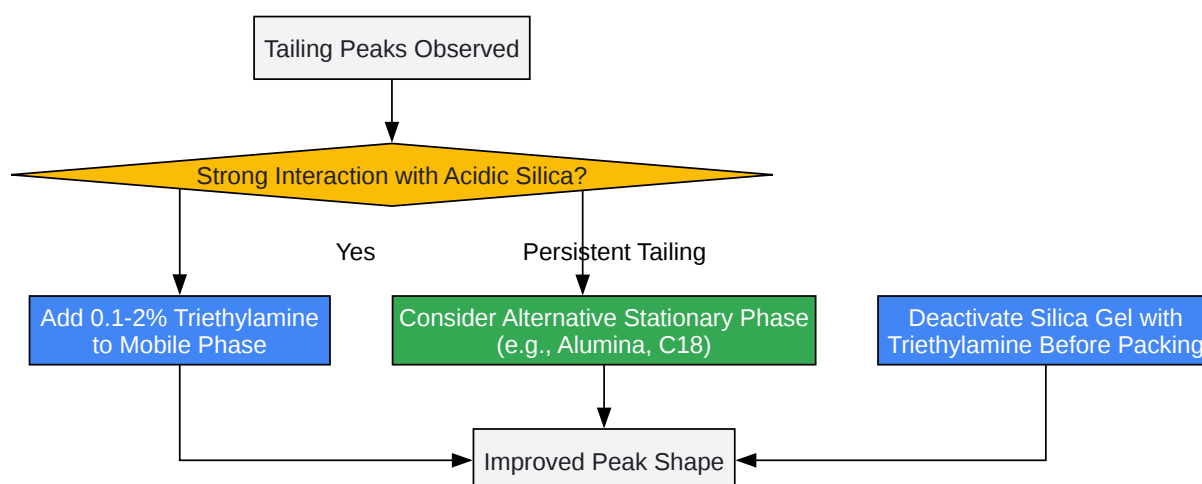 Tailing Peaks Observed
Strong Interaction with Acidic Silica?
Yes
Persistent Tailing
Add 0.1-2% Triethylamine
to Mobile Phase
Consider Alternative Stationary Phase
(e.g., Alumina, C18)
Deactivate Silica Gel with
Triethylamine Before Packing
Improved Peak Shape